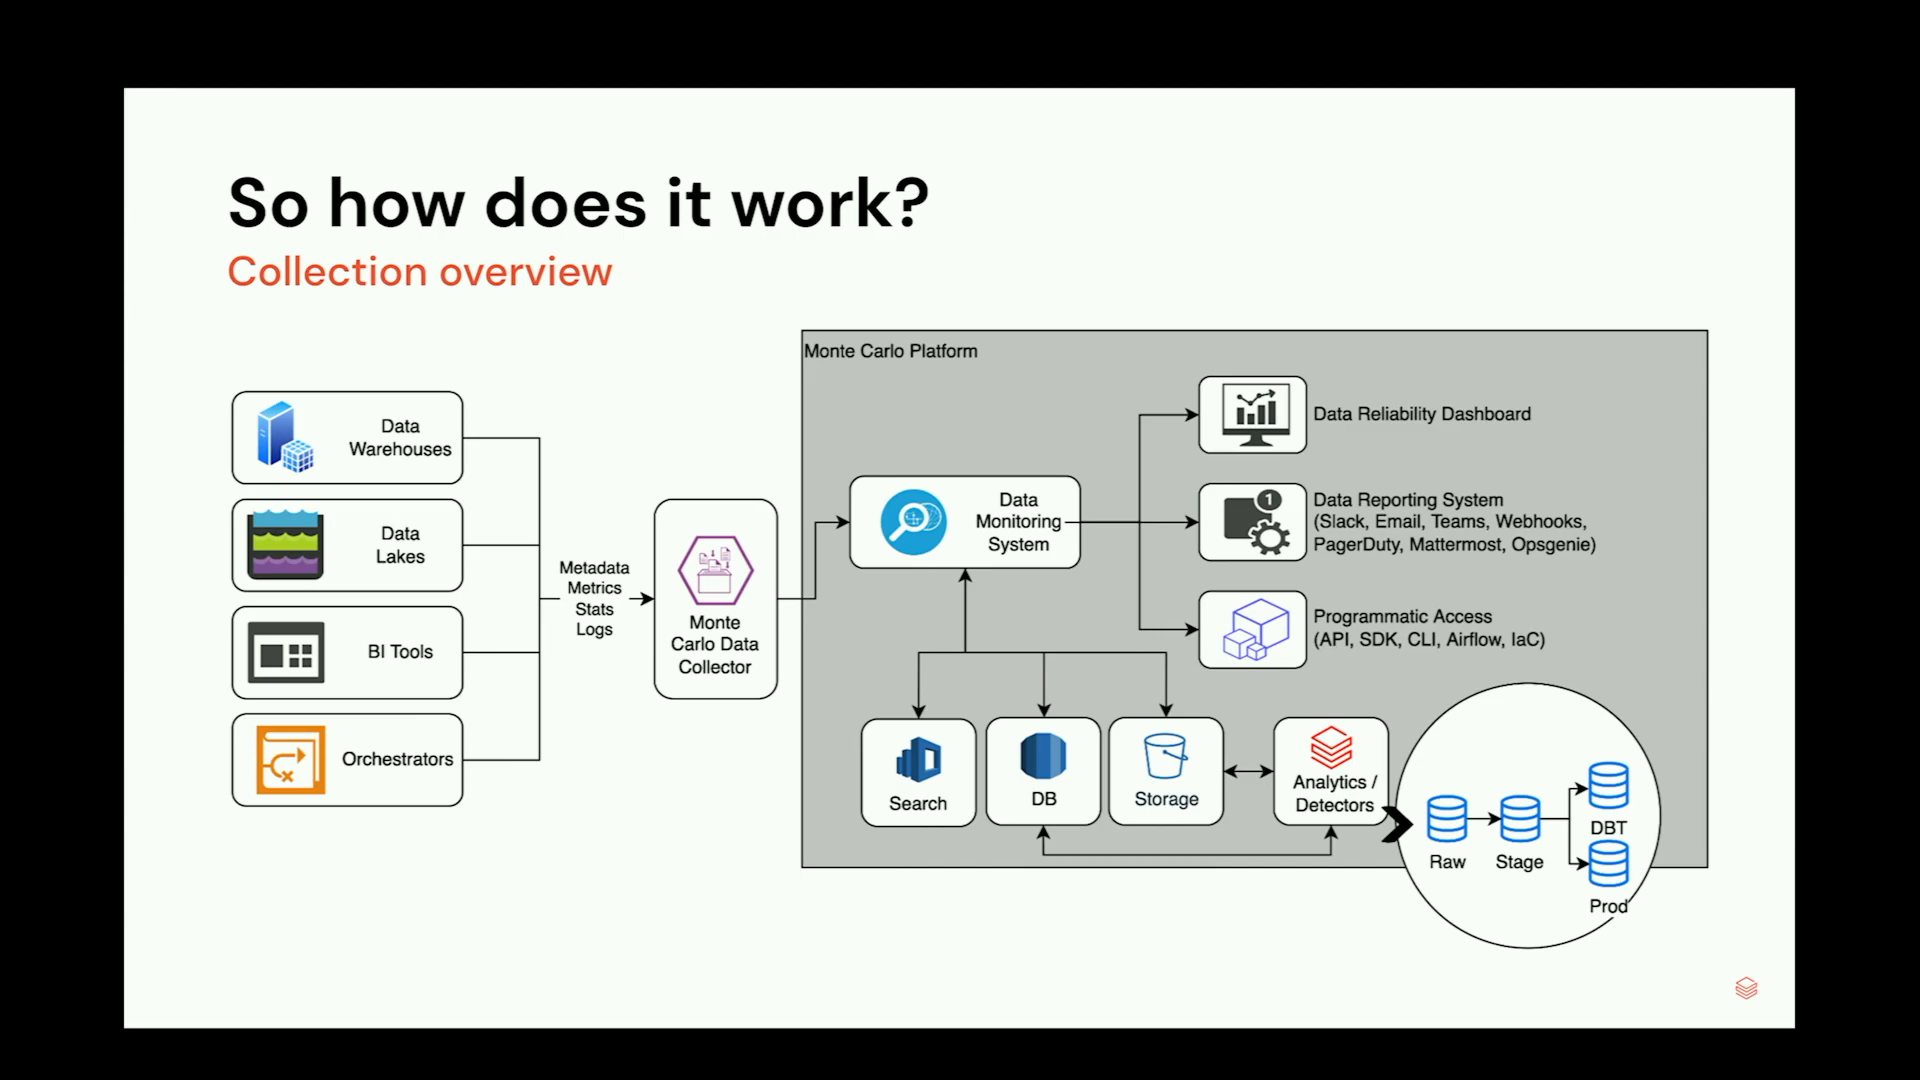 So how does it work?
Collection overview
Monte Carlo Platform
Data
Warehouses
Data
Lakes
BI Tools
Orchestrators
Metadata
Metrics
Stats
Logs
Monte
Carlo Data
Collector
Data
Monitoring
System
Data Reliability Dashboard
1
Data Reporting System
(Slack, Email, Teams, Webhooks,
PagerDuty, Mattermost, Opsgenie)
Programmatic Access
(API, SDK, CLI, Airflow, IaC)
Search
DB
Storage
Analytics /
Detectors
Raw
Stage
DBT
Prod